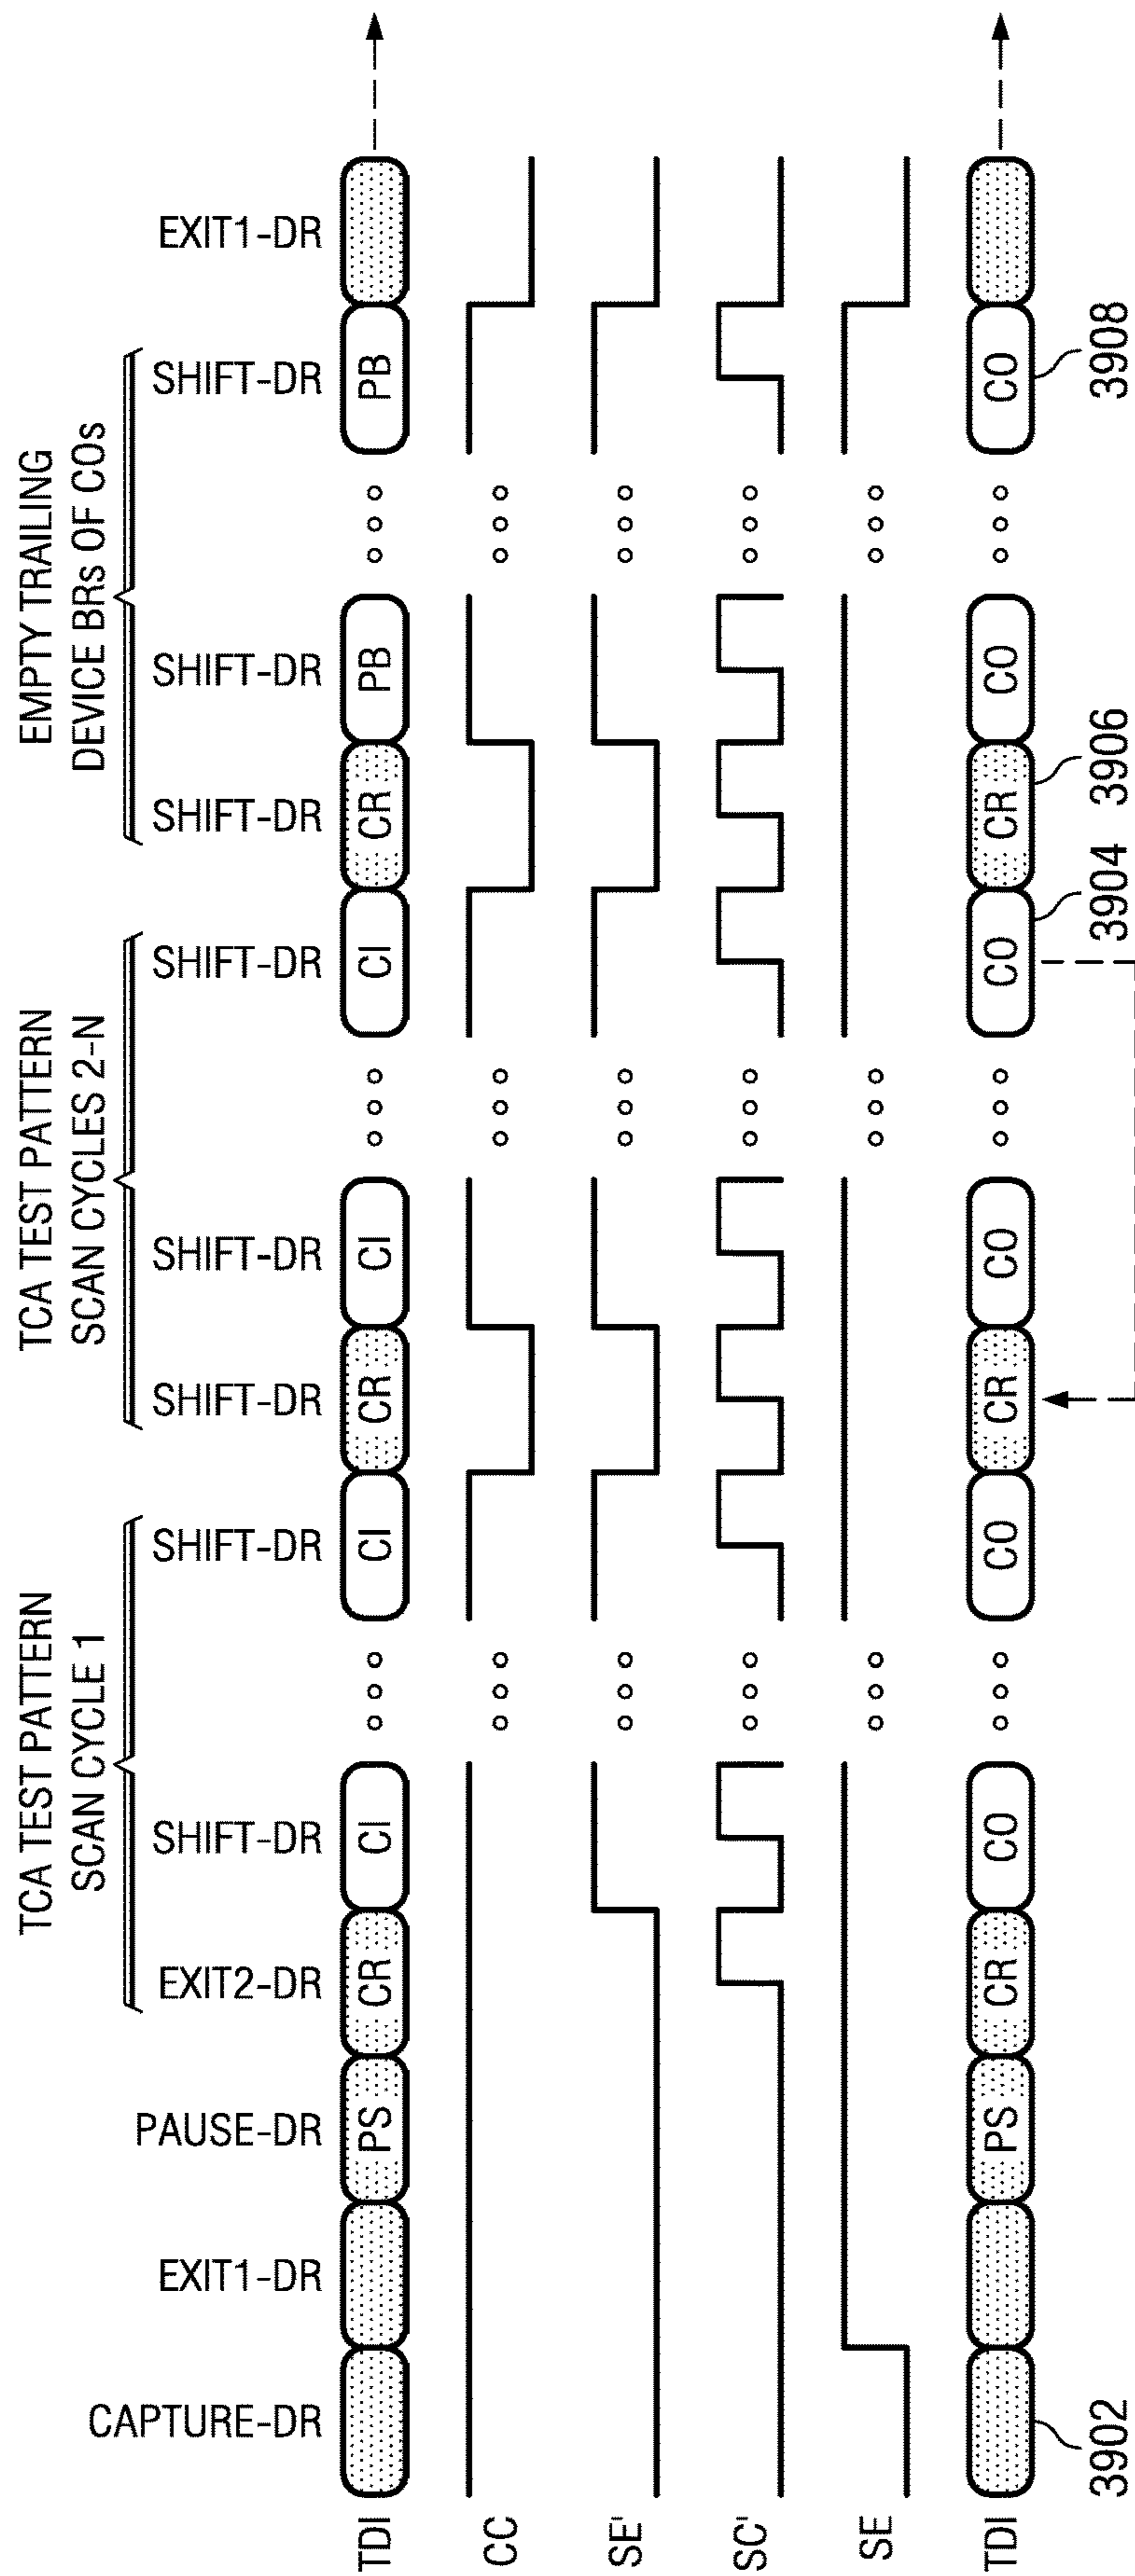 TCA TEST PATTERN
SCAN CYCLE 1
TCA TEST PATTERN
SCAN CYCLES 2-N
EMPTY TRAILING
DEVICE BRs OF COs
CAPTURE-DR
EXIT1-DR
PAUSE-DR
EXIT2-DR
SHIFT-DR
SHIFT-DR
SHIFT-DR
SHIFT-DR
SHIFT-DR
SHIFT-DR
SHIFT-DR
SHIFT-DR
EXIT1-DR
TDI PS CR CI CI CR CI CI CR PB PB
CC
SE'
SC'
SE
TDI PS CR CO CO CR CO CO CR CO CO
3902
3904
3906
3908